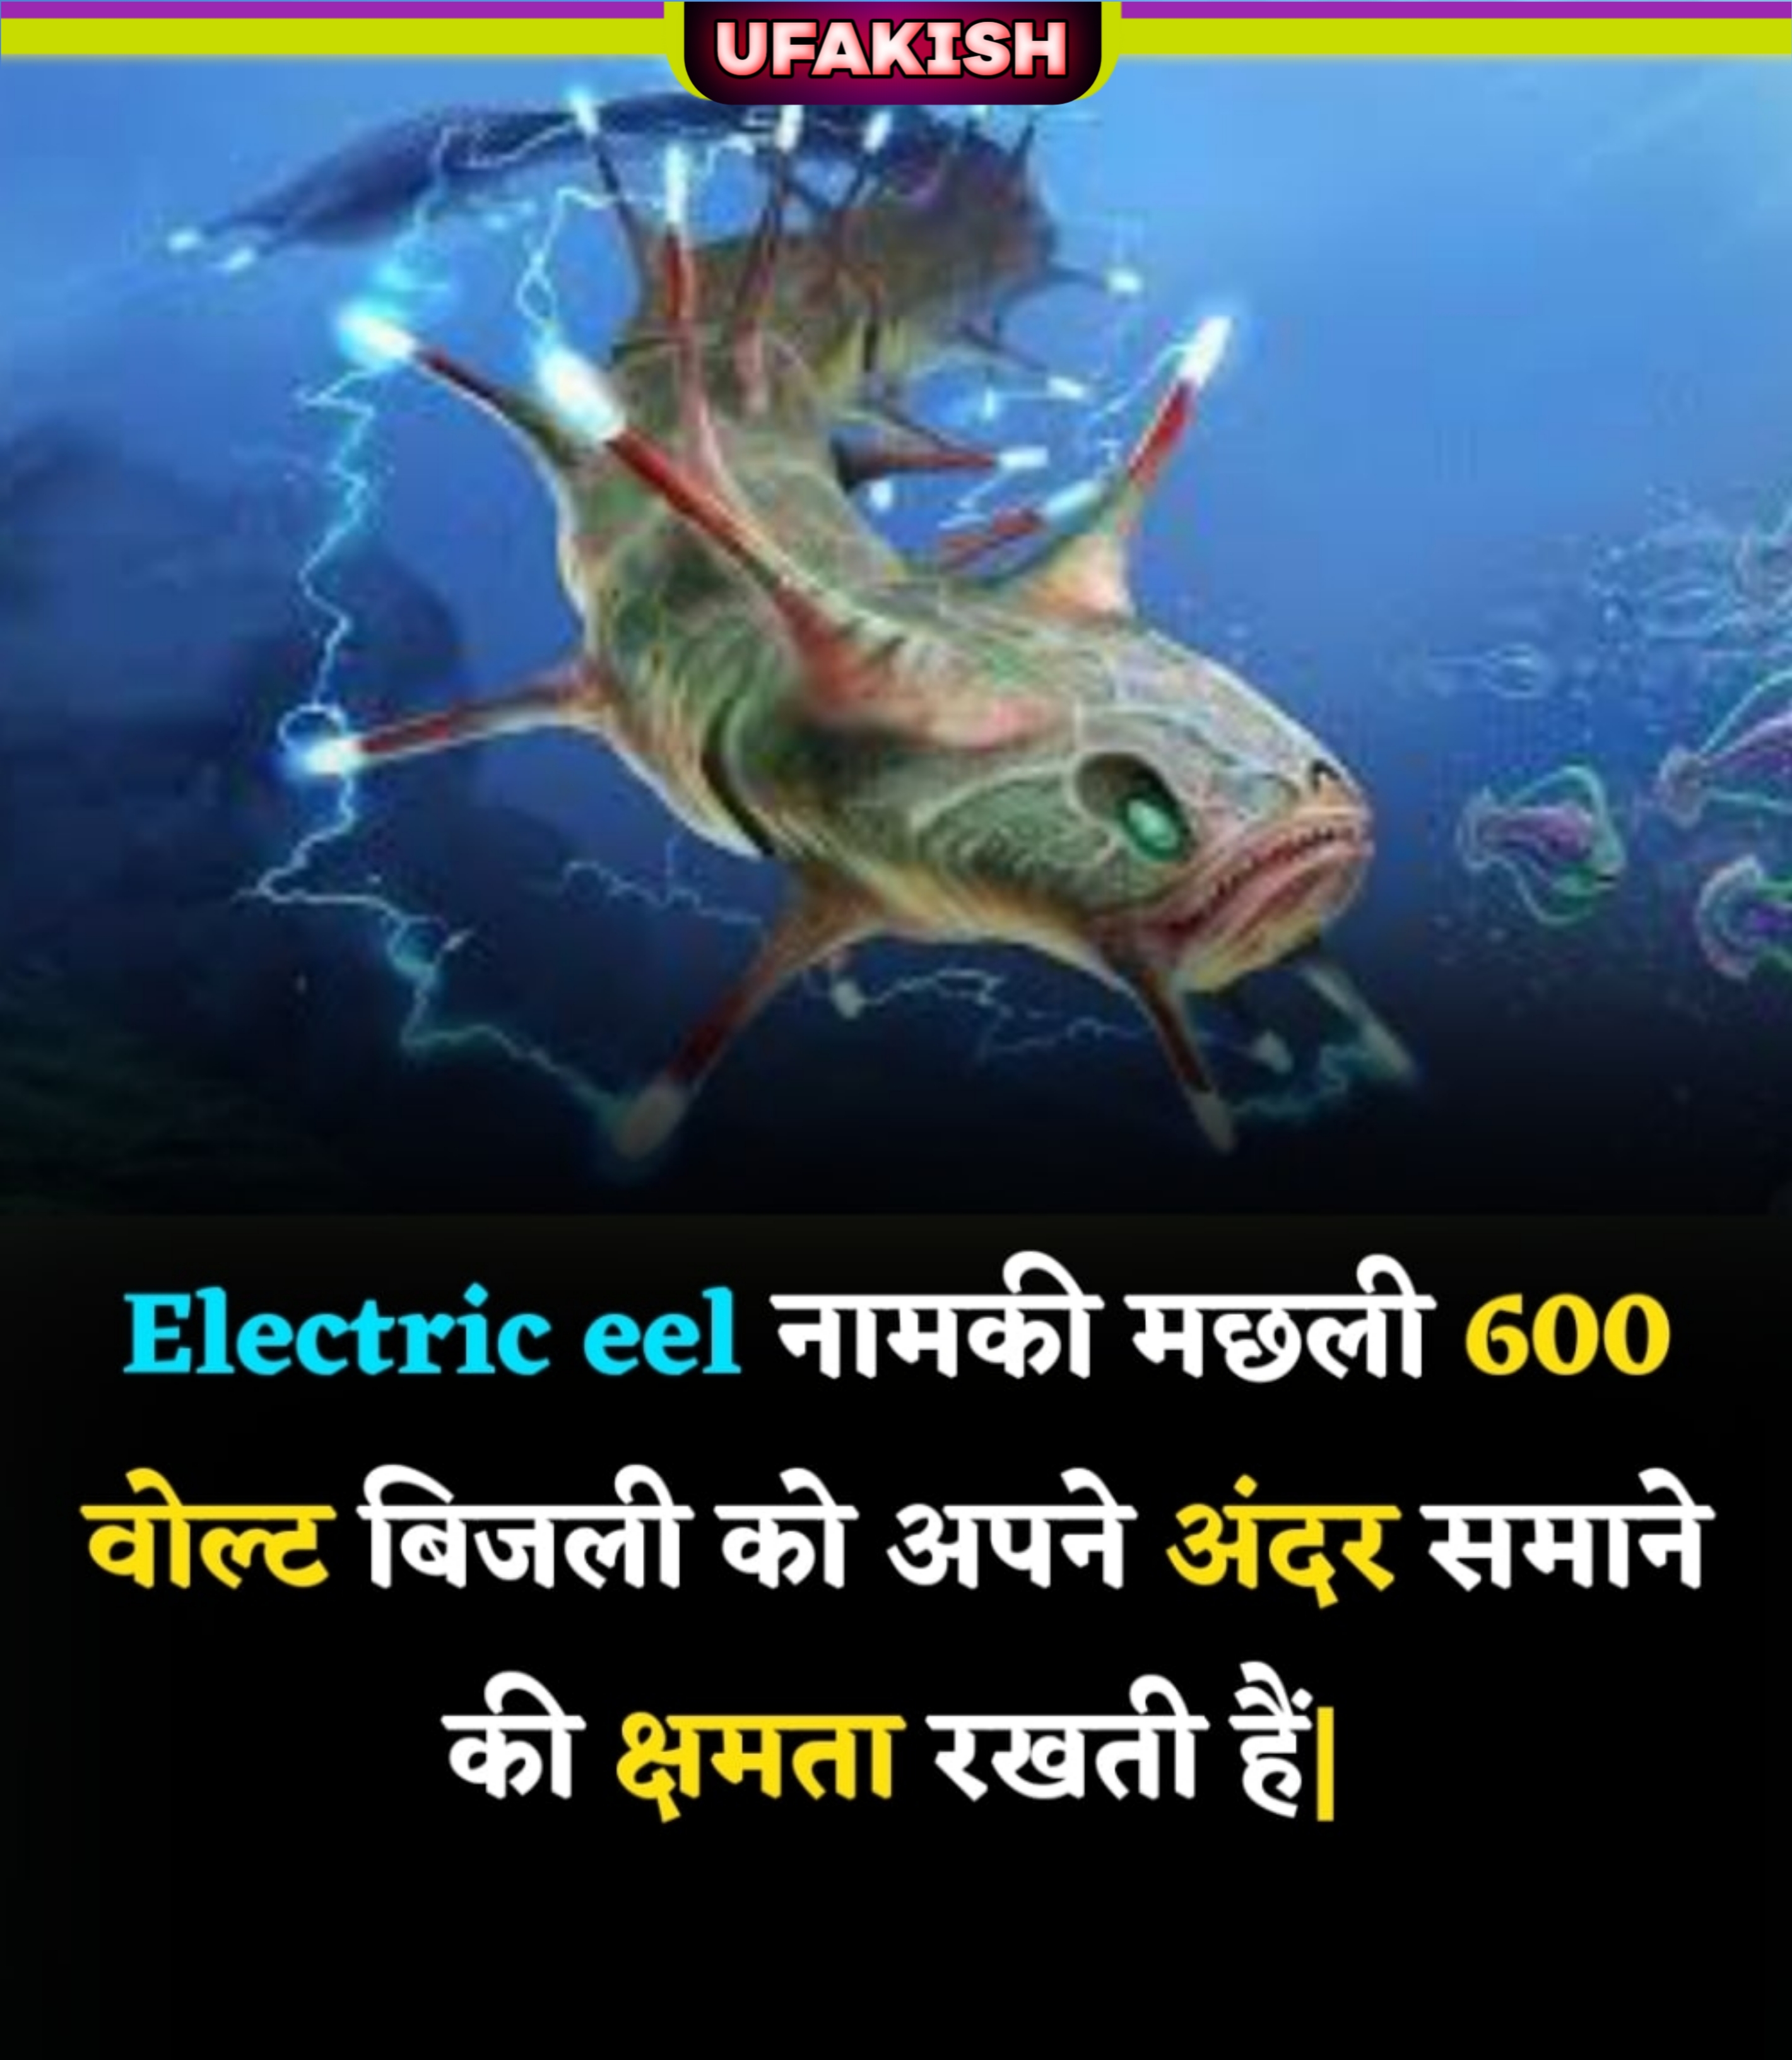 UFAKISH
Electric eel नामकी मछली 600
वोल्ट बिजली को अपने अंदर समाने
की क्षमता रखती हैं|